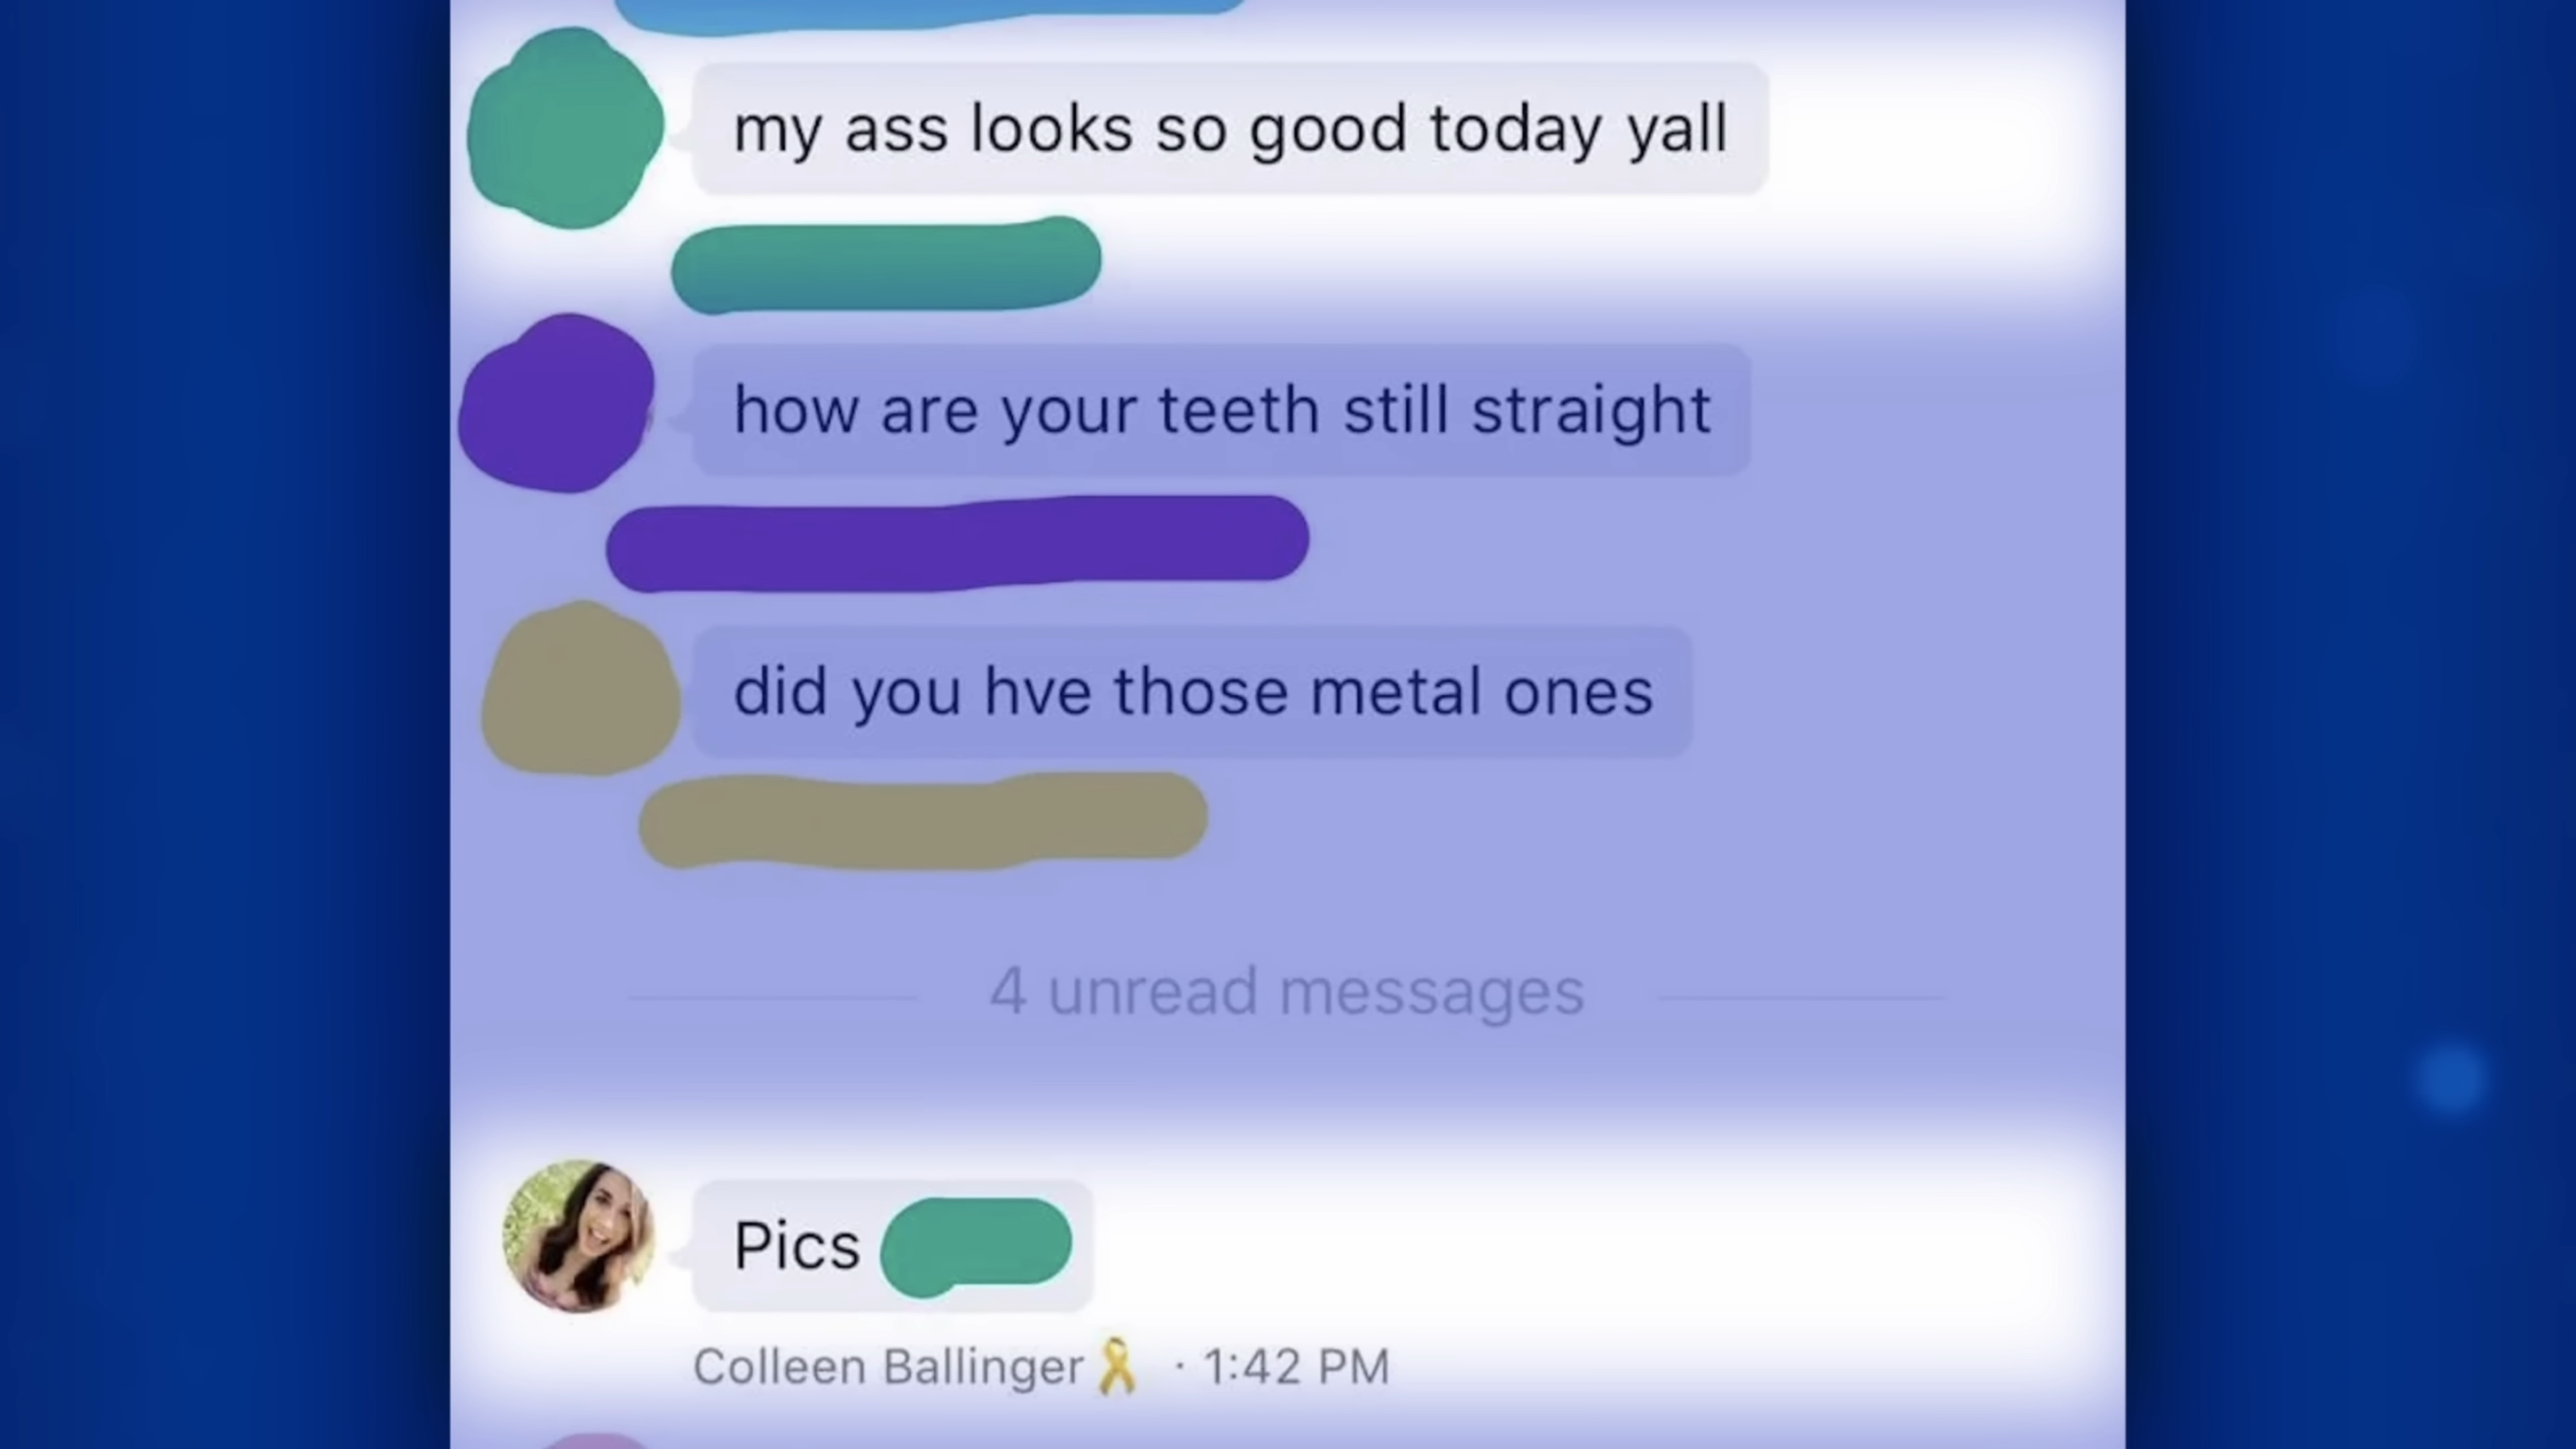 my ass looks so good today yall
how are your teeth still straight
did you hve those metal ones
4 unread messages
Pics
Colleen Ballinger🎗️ · 1:42 PM